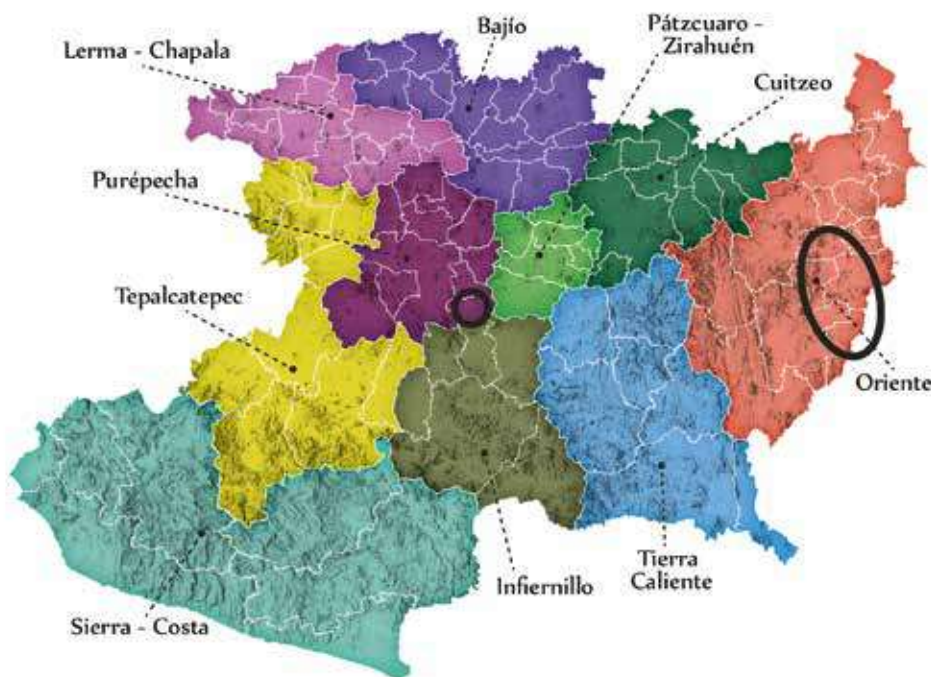 Lerma - Chapala
Bajío
Pátzcuaro -
Zirahuén
Cuitzeo
Purépecha
Tepalcatepec
Oriente
Infiernillo
Tierra
Caliente
Sierra - Costa